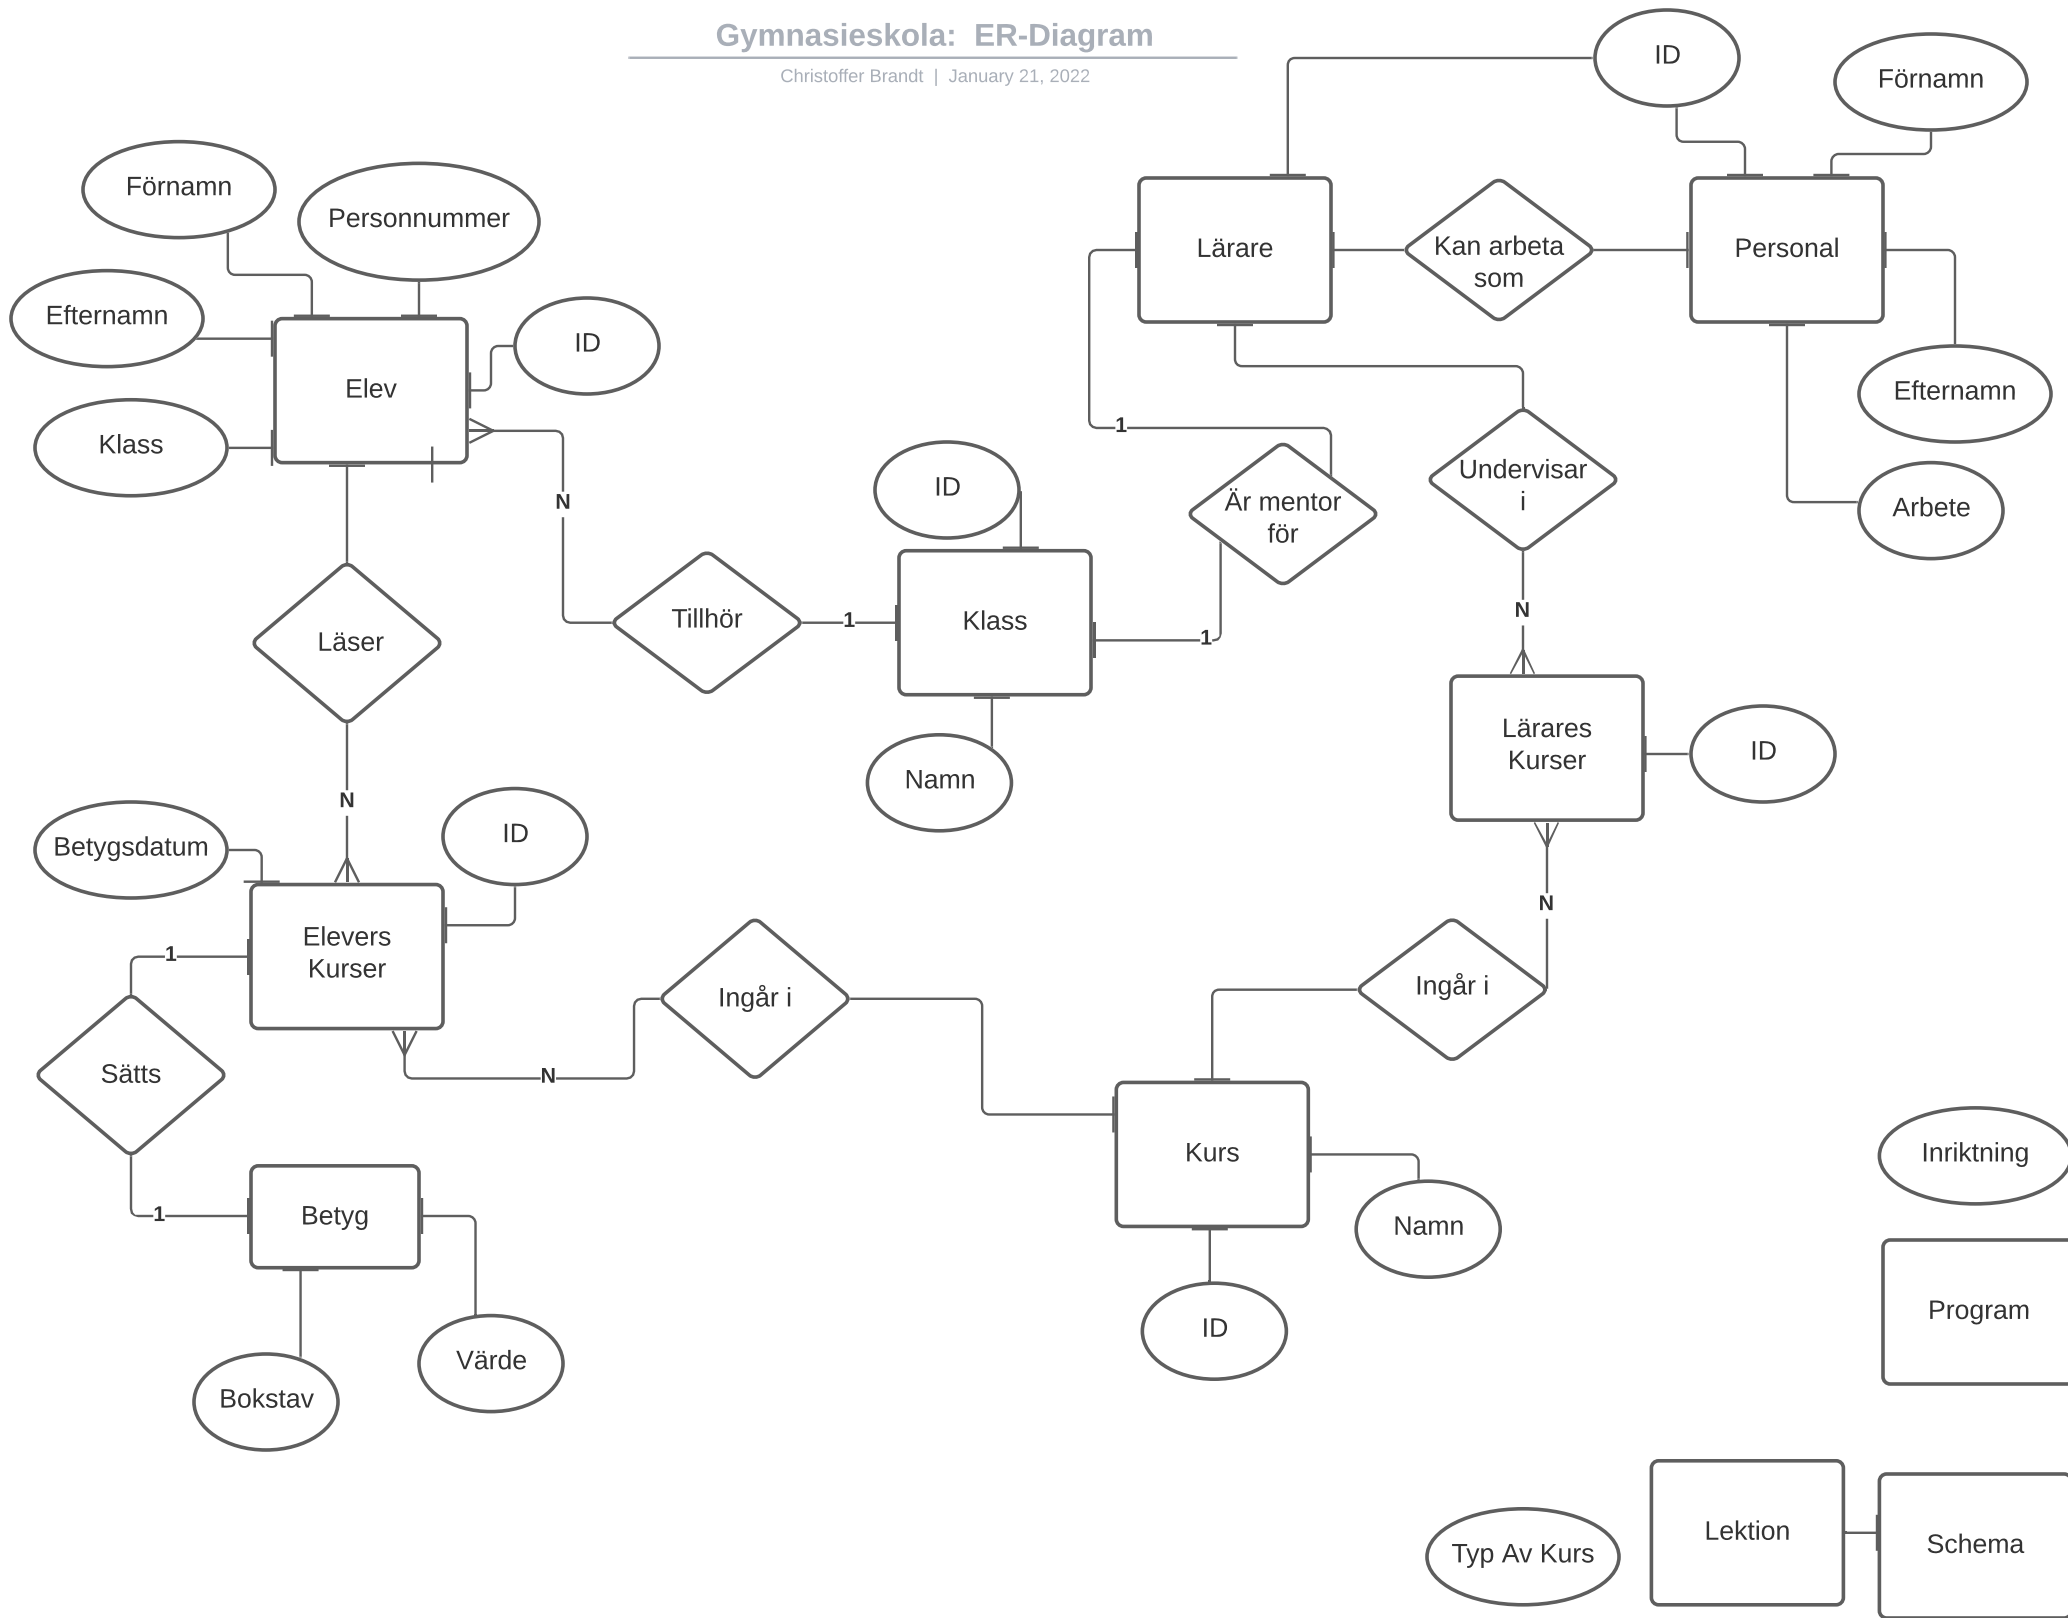 Gymnasieskola:  ER-Diagram
Christoffer Brandt  |  January 21, 2022
ID
Förnamn
Förnamn
Personnummer
Lärare
Kan arbeta
som
Personal
Efternamn
ID
Elev
Klass
Efternamn
1
Undervisar
i
Är mentor
för
Arbete
N
ID
Tillhör
1
Klass
1
N
Läser
Namn
Lärares
Kurser
ID
N
Betygsdatum
ID
Elevers
Kurser
1
N
Ingår i
Ingår i
Sätts
N
Kurs
Inriktning
1
Betyg
Namn
Program
ID
Värde
Bokstav
Typ Av Kurs
Lektion
Schema